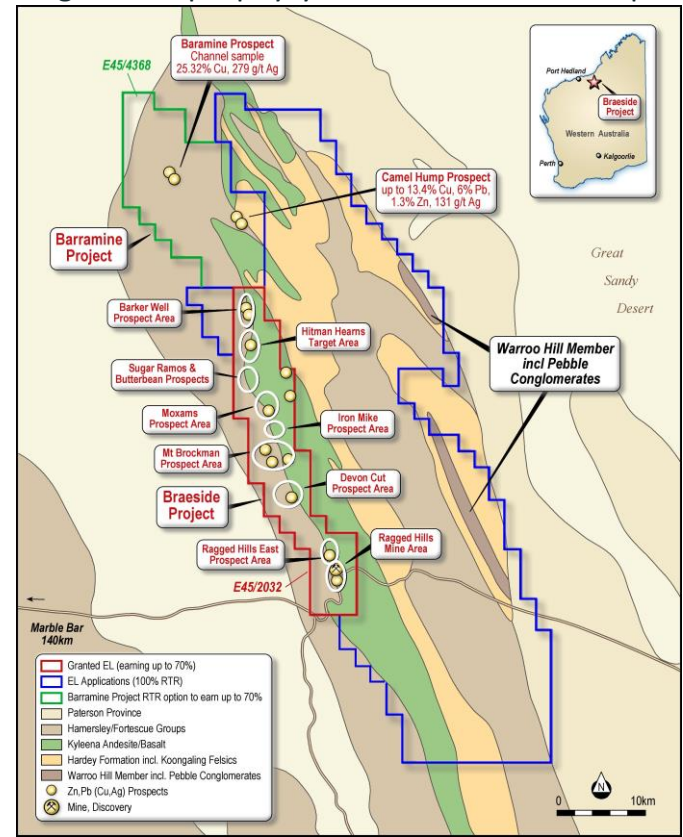 Baramine Prospect
Channel sample
25.32% Cu, 279 g/t Ag
E45/4368
Port Hedland
Braeside
Project
Western Australia
Perth
Kalgoorlie
Camel Hump Prospect
up to 13.4% Cu, 6% Pb,
1.3% Zn, 131 g/t Ag
Barramine
Project
Great
Sandy
Desert
Barker Well
Prospect Area
Hitman Hearns
Target Area
Warroo Hill Member
incl Pebble
Conglomerates
Sugar Ramos &
Butterbean Prospects
Moxams
Prospect Area
Iron Mike
Prospect Area
Mt Brockman
Prospect Area
Devon Cut
Prospect Area
Braeside
Project
Ragged Hills East
Prospect Area
Ragged Hills
Mine Area
E45/2032
Marble Bar
140km
Granted EL (earning up to 70%)
EL Applications (100% RTR)
Barramine Project RTR option to earn up to 70%
Paterson Province
Hamersley/Fortescue Groups
Kyleena Andesite/Basalt
Hardey Formation incl. Koongaling Felsics
Warroo Hill Member incl. Pebble Conglomerates
Zn,Pb (Cu,Ag) Prospects
Mine, Discovery
N
0 10km